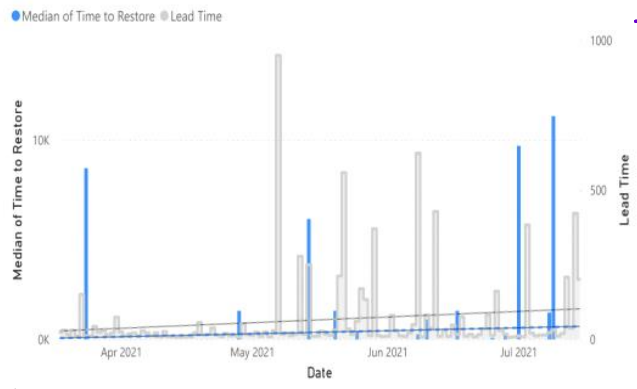 Median of Time to Restore Lead Time
1000
10K
500
0K
0
Median of Time to Restore
Lead Time
Apr 2021 May 2021 Jun 2021 Jul 2021
Date